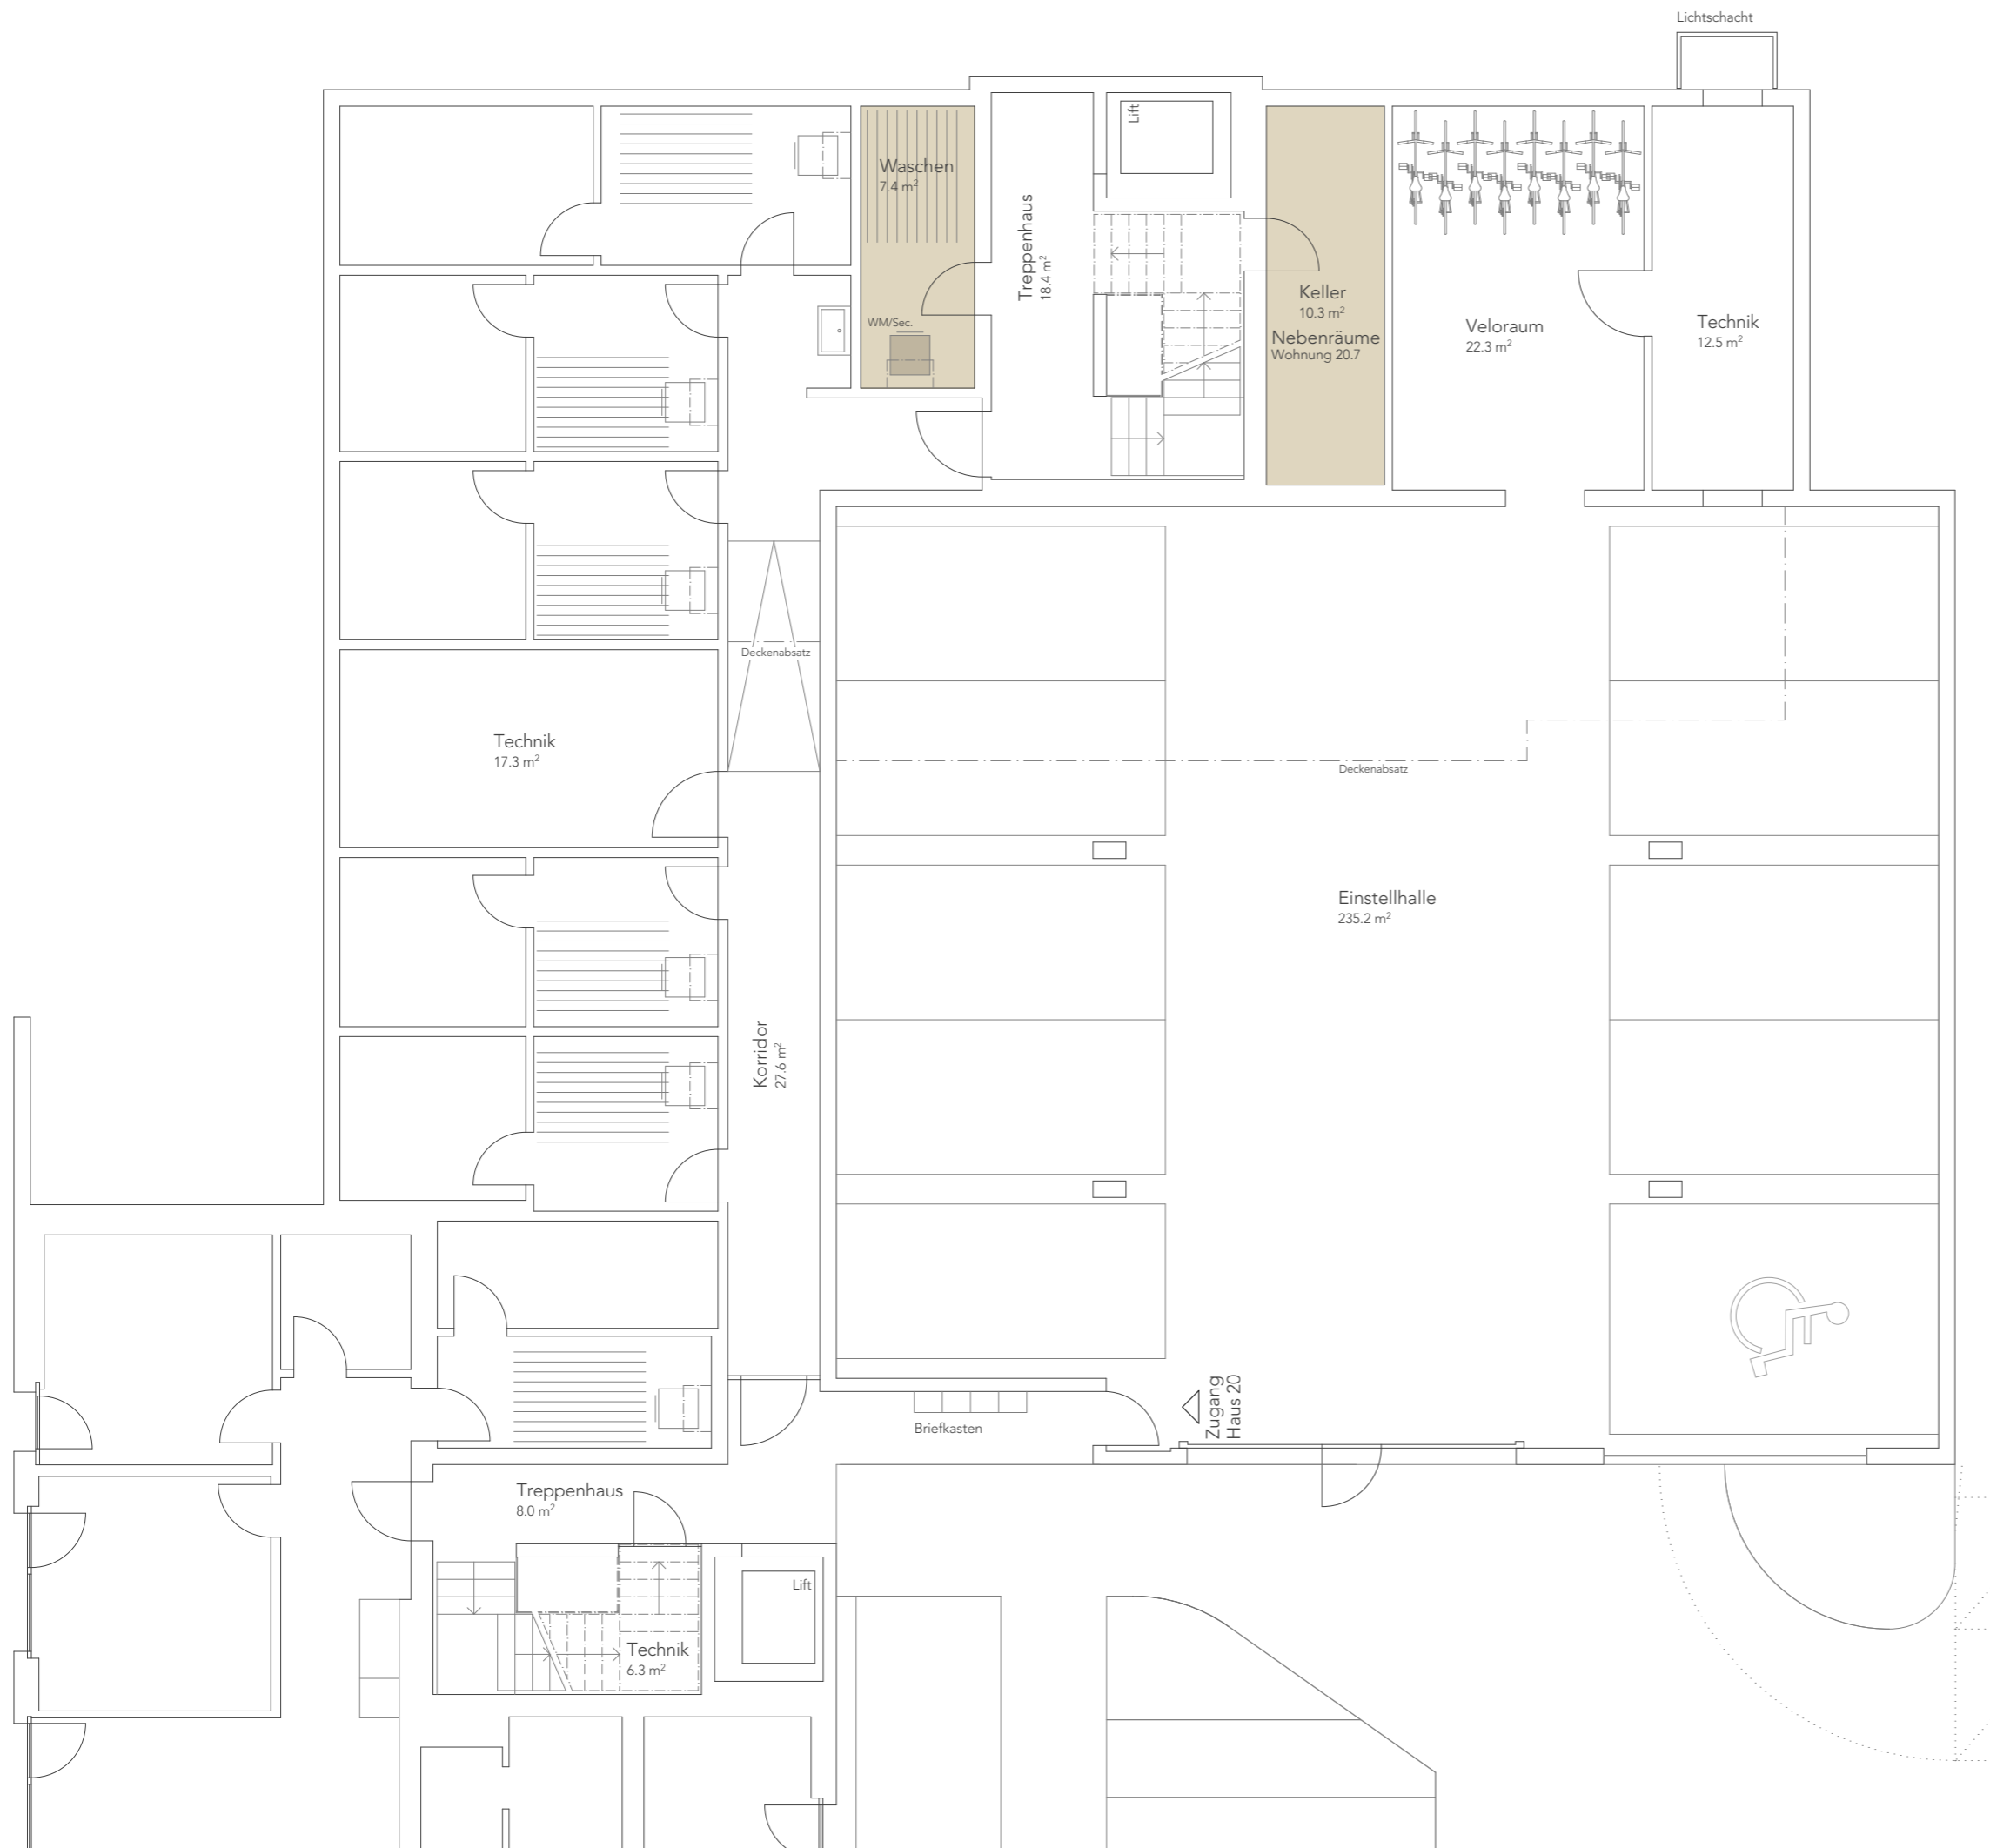 Lichtschacht
Lift
Waschen
7.4 m²
Treppenhaus
18.4 m²
Keller
10.3 m²
Nebenräume
Wohnung 20.7
Veloraum
22.3 m²
Technik
12.5 m²
WM/Sec.
Deckenabsatz
Technik
17.3 m²
Deckenabsatz
Einstellhalle
235.2 m²
Korridor
27.6 m²
Zugang
Haus 20
Briefkasten
Treppenhaus
8.0 m²
Lift
Technik
6.3 m²